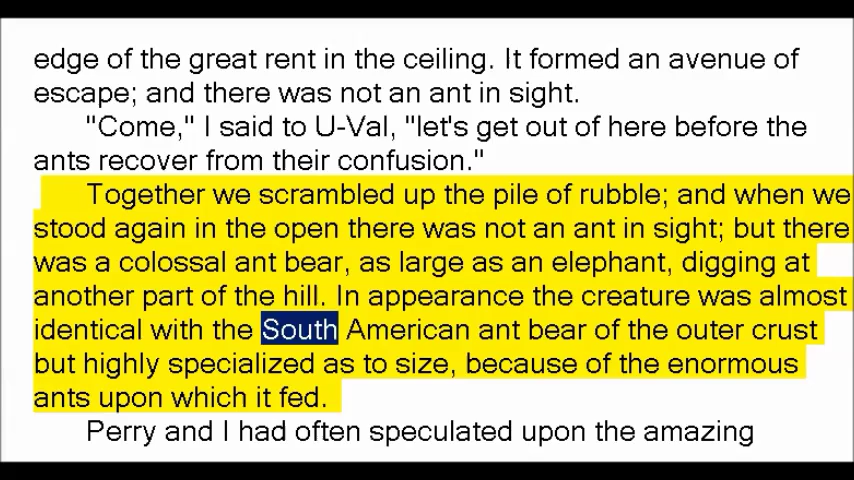 edge of the great rent in the ceiling. It formed an avenue of
escape; and there was not an ant in sight.
"Come," I said to U-Val, "let's get out of here before the
ants recover from their confusion."
Together we scrambled up the pile of rubble; and when we
stood again in the open there was not an ant in sight; but there
was a colossal ant bear, as large as an elephant, digging at
another part of the hill. In appearance the creature was almost
identical with the South American ant bear of the outer crust
but highly specialized as to size, because of the enormous
ants upon which it fed.
Perry and I had often speculated upon the amazing